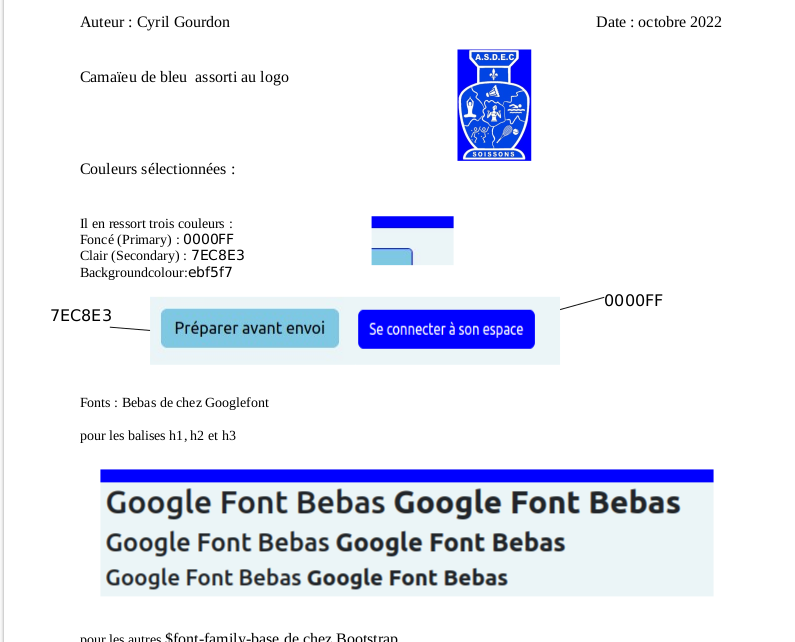 Auteur : Cyril Gourdon Date : octobre 2022
A.S.D.E.C
Camaïeu de bleu assorti au logo
SOISSONS
Couleurs sélectionnées :
Il en ressort trois couleurs :
Foncé (Primary) : 0000FF
Clair (Secondary) : 7EC8E3
Backgroundcolour:ebf5f7
7EC8E3
Préparer avant envoi
Se connecter à son espace
0000FF
Fonts : Bebas de chez Googlefont
pour les balises h1, h2 et h3
Google Font Bebas Google Font Bebas
Google Font Bebas Google Font Bebas
Google Font Bebas Google Font Bebas
pour les autres $font-family-base de chez Bootstrap